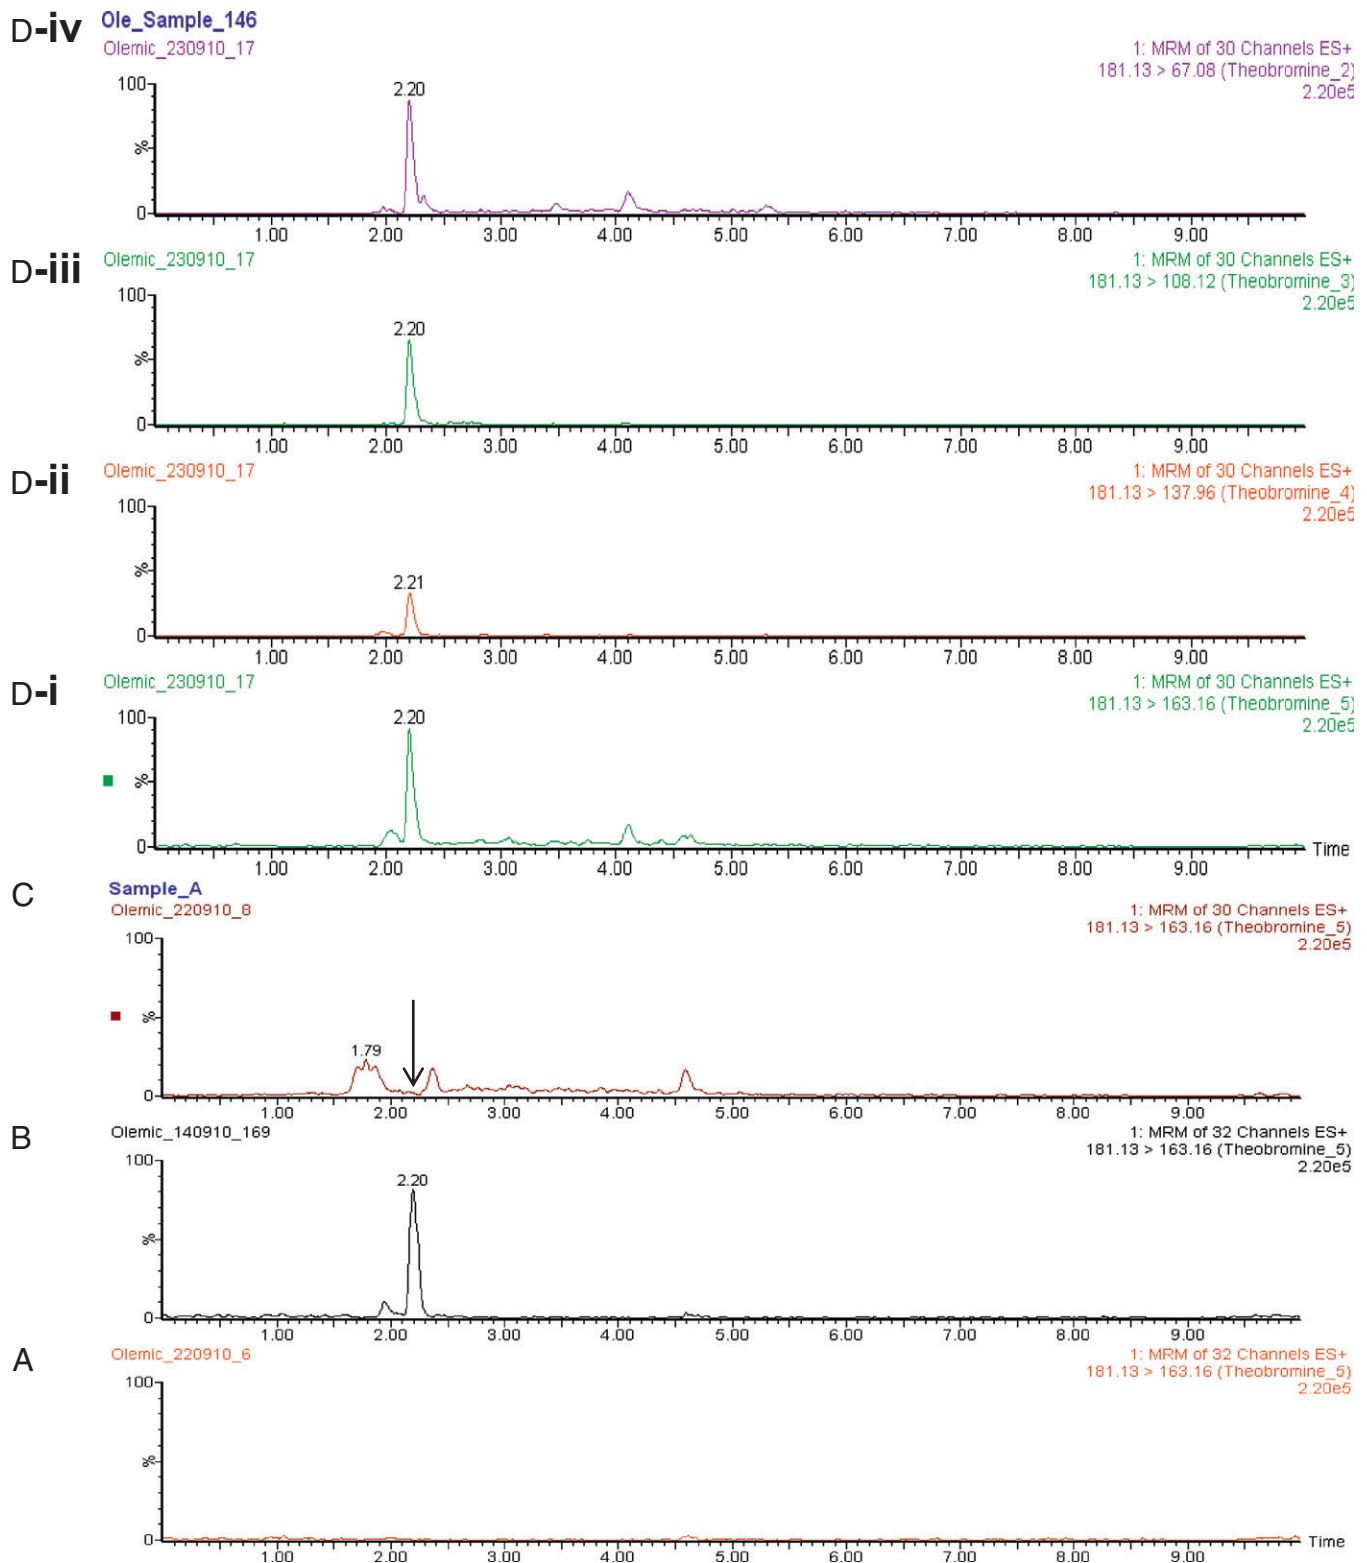 D-iv
Ole_Sample_146
Olemic_230910_17
1: MRM of 30 Channels ES+
181.13 > 67.08 (Theobromine_2)
2.20e5
100
2.20
%
0
1.00 2.00 3.00 4.00 5.00 6.00 7.00 8.00 9.00
D-iii
Olemic_230910_17
1: MRM of 30 Channels ES+
181.13 > 108.12 (Theobromine_3)
2.20e5
100
2.20
%
0
1.00 2.00 3.00 4.00 5.00 6.00 7.00 8.00 9.00
D-ii
Olemic_230910_17
1: MRM of 30 Channels ES+
181.13 > 137.96 (Theobromine_4)
2.20e5
100
2.21
%
0
1.00 2.00 3.00 4.00 5.00 6.00 7.00 8.00 9.00
D-i
Olemic_230910_17
1: MRM of 30 Channels ES+
181.13 > 163.16 (Theobromine_5)
2.20e5
100
2.20
%
0
Time
1.00 2.00 3.00 4.00 5.00 6.00 7.00 8.00 9.00
C
Sample_A
Olemic_220910_8
1: MRM of 30 Channels ES+
181.13 > 163.16 (Theobromine_5)
2.20e5
100
%
1.79
0
1.00 2.00 3.00 4.00 5.00 6.00 7.00 8.00 9.00
B
Olemic_140910_169
1: MRM of 32 Channels ES+
181.13 > 163.16 (Theobromine_5)
2.20e5
100
2.20
%
0
1.00 2.00 3.00 4.00 5.00 6.00 7.00 8.00 9.00
A
Olemic_220910_6
1: MRM of 32 Channels ES+
181.13 > 163.16 (Theobromine_5)
2.20e5
100
%
0
Time
1.00 2.00 3.00 4.00 5.00 6.00 7.00 8.00 9.00